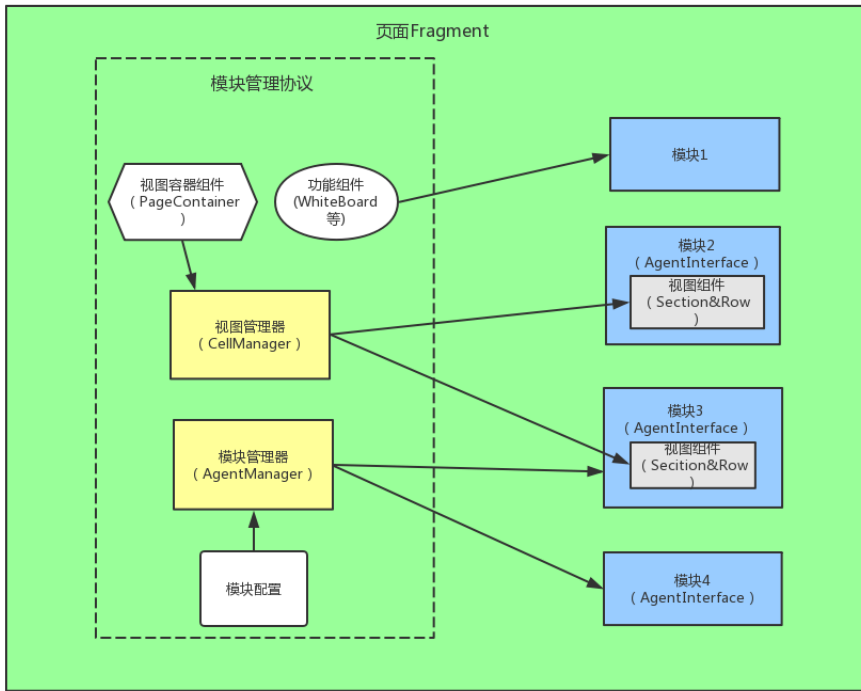 页面Fragment
模块管理协议
视图容器组件
（PageContainer
）
功能组件
(WhiteBoard
等)
模块1
模块2
（AgentInterface）
视图组件
（Section&Row
）
视图管理器
（CellManager）
模块3
（AgentInterface）
视图组件
（Secition&Row
）
模块管理器
（AgentManager）
模块配置
模块4
（AgentInterface）